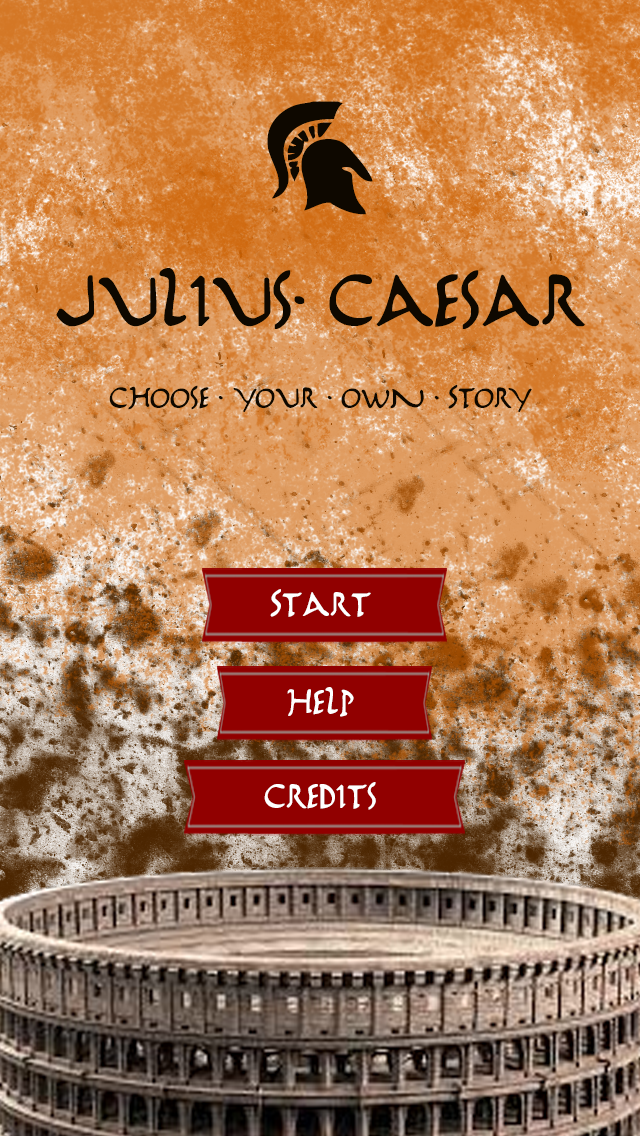 JULIUS· CAESAR
CHOOSE · YOUR · OWN · STORY
START
HELP
CREDITS